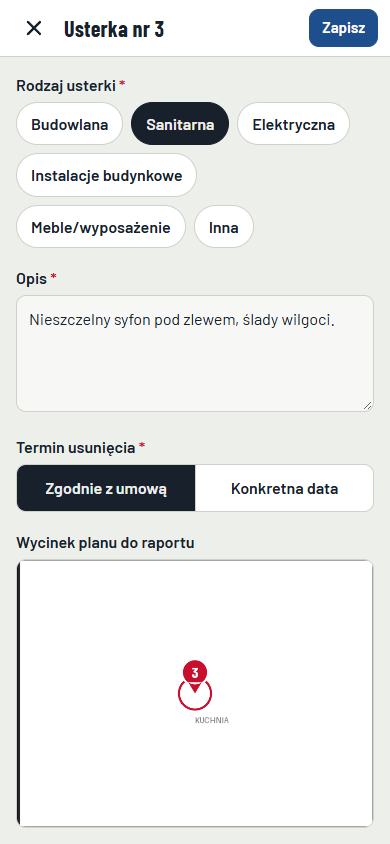 Usterka nr 3
Zapisz
Rodzaj usterki *
Budowlana
Sanitarna
Elektryczna
Instalacje budynkowe
Meble/wyposażenie
Inna
Opis *
Nieszczelny syfon pod zlewem, ślady wilgoci.
Termin usunięcia *
Zgodnie z umową
Konkretna data
Wycinek planu do raportu
3
KUCHNIA